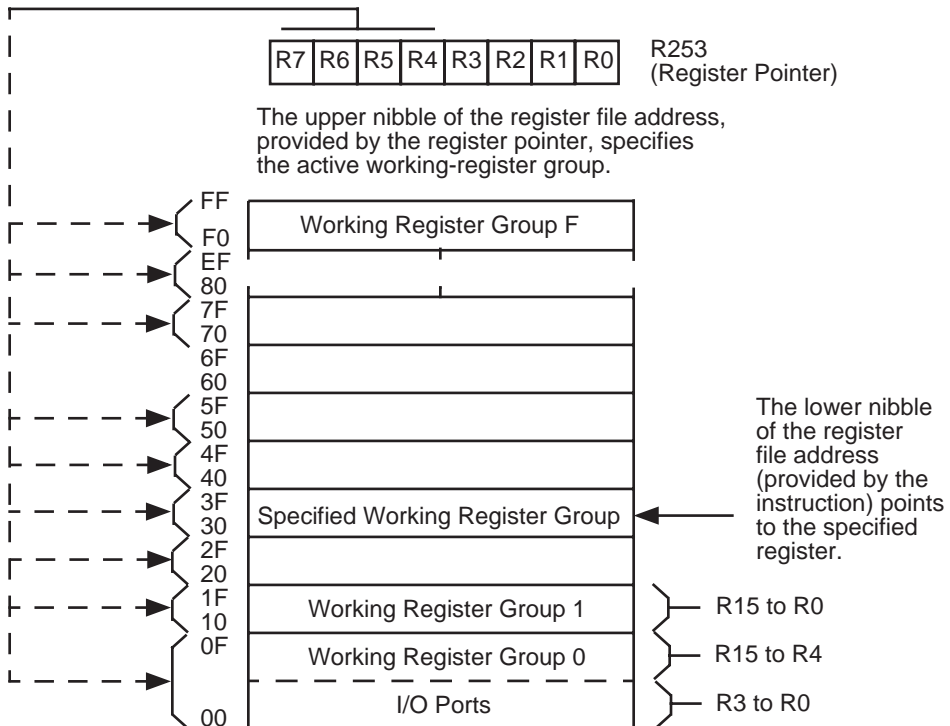 R7 R6 R5 R4 R3 R2 R1 R0
R253
(Register Pointer)
The upper nibble of the register file address,
provided by the register pointer, specifies
the active working-register group.
FF
Working Register Group F
F0
EF
80
7F
70
6F
60
5F
50
4F
40
3F
Specified Working Register Group
30
The lower nibble
of the register
file address
(provided by the
instruction) points
to the specified
register.
2F
20
1F
Working Register Group 1
R15 to R0
10
0F
Working Register Group 0
R15 to R4
I/O Ports
R3 to R0
00